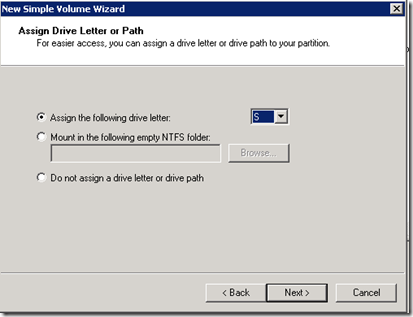 New Simple Volume Wizard
Assign Drive Letter or Path
For easier access, you can assign a drive letter or drive path to your partition.
Assign the following drive letter: S
Mount in the following empty NTFS folder:
Browse...
Do not assign a drive letter or drive path
< Back Next > Cancel